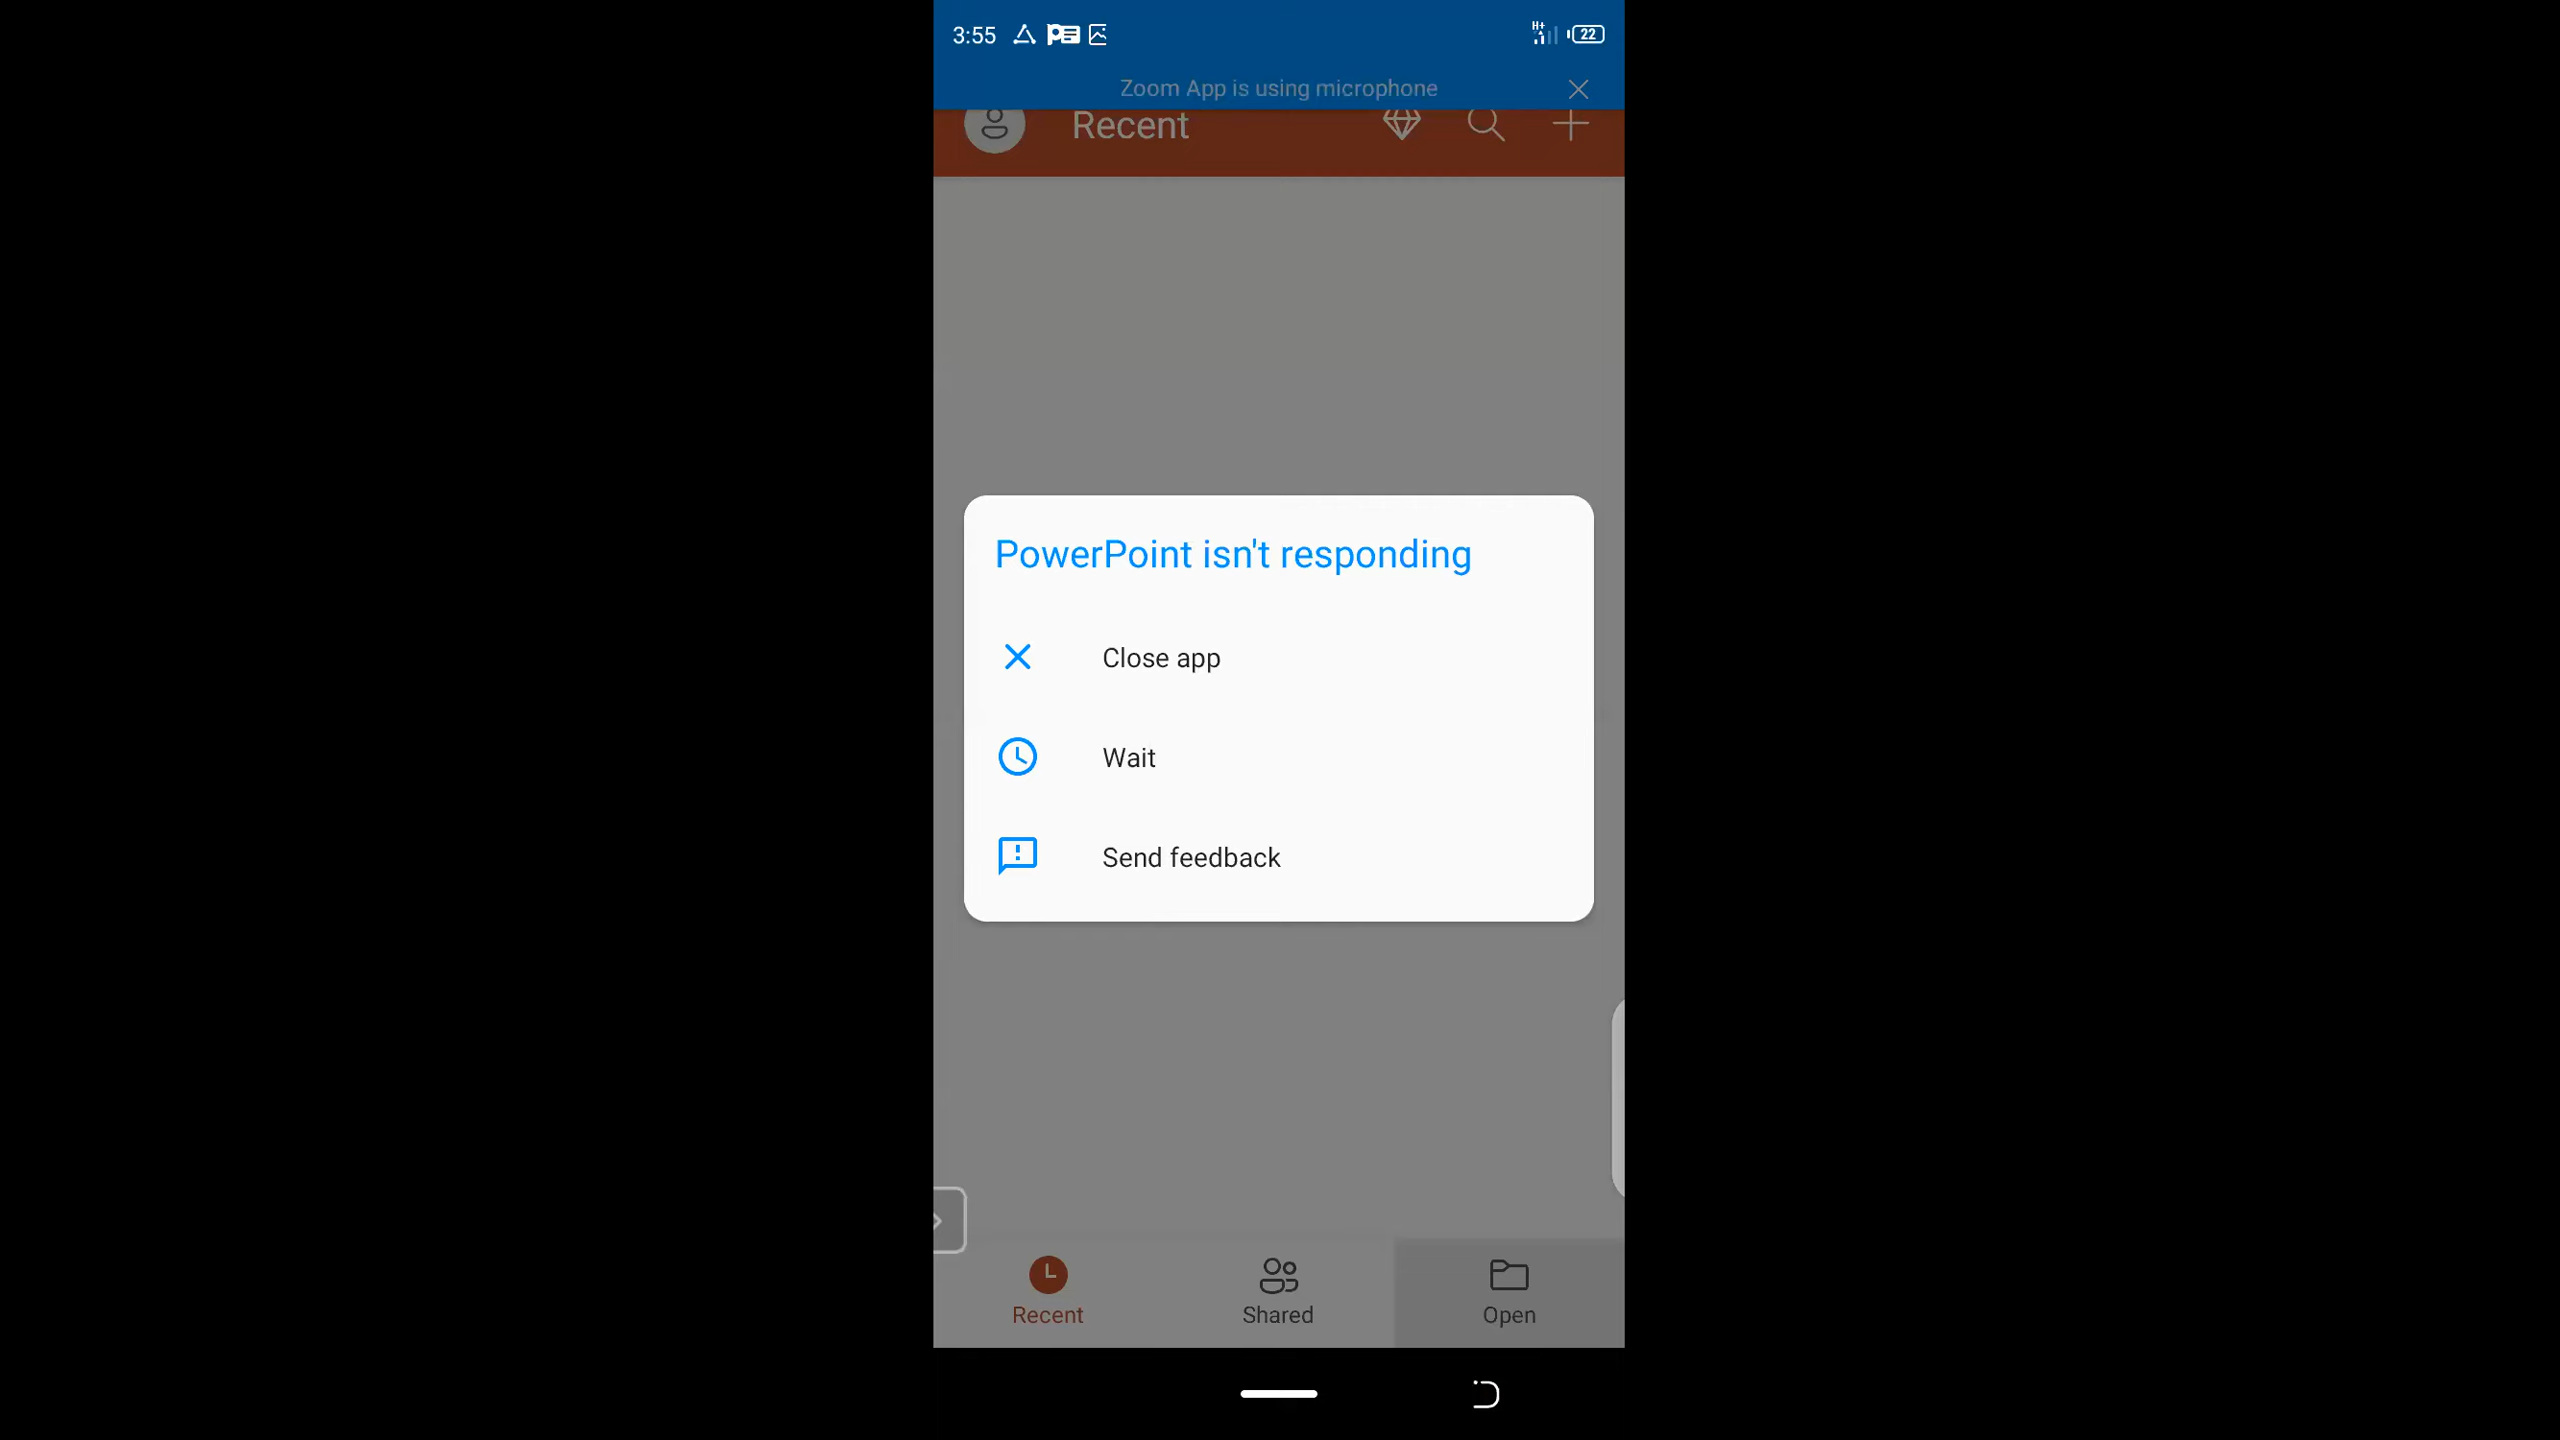 3:55
H+
22
Zoom App is using microphone
Recent
PowerPoint isn't responding
Close app
Wait
Send feedback
Recent
Shared
Open